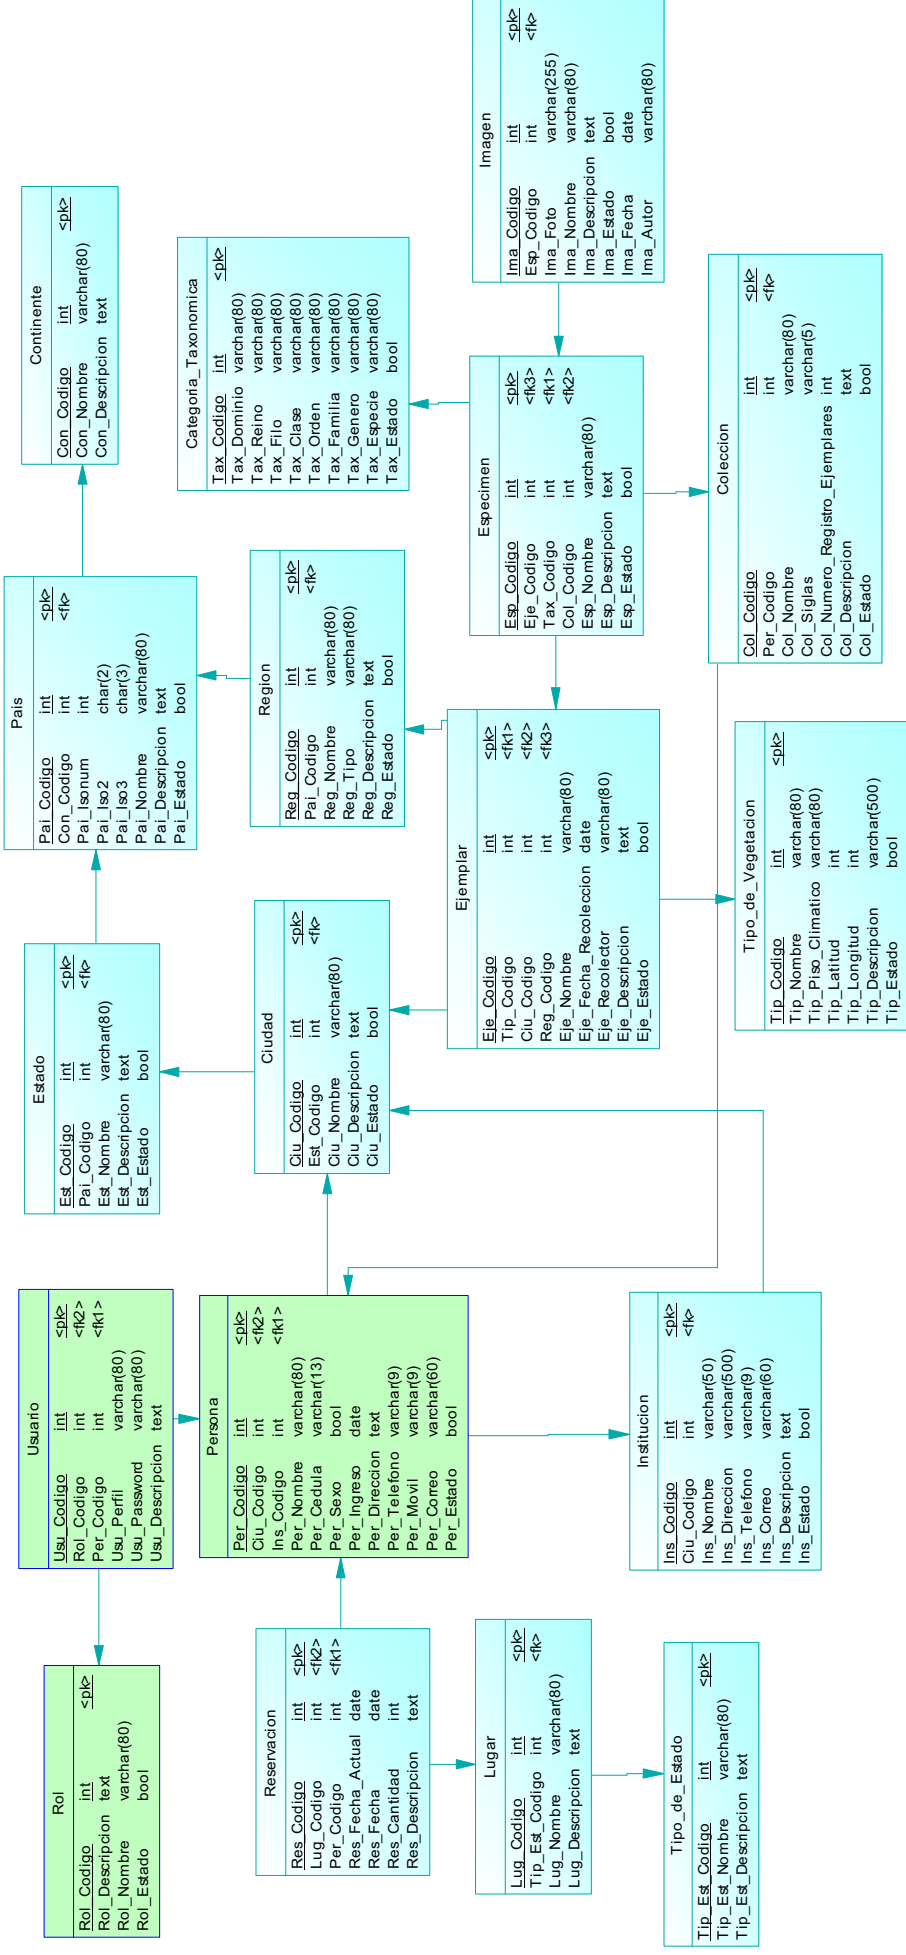 Rol
Rol_Codigo int <pk>
Rol_Descripcion text
Rol_Nombre varchar(80)
Rol_Estado bool
Usuario
Usu_Codigo int <pk>
Rol_Codigo int <fk2>
Per_Codigo int <fk1>
Usu_Perfil varchar(80)
Usu_Password varchar(80)
Usu_Descripcion text
Estado
Est_Codigo int <pk>
Pai_Codigo int <fk>
Est_Nombre varchar(80)
Est_Descripcion text
Est_Estado bool
Pais
Pai_Codigo int <pk>
Con_Codigo int <fk>
Pai_Isonum int
Pai_Iso2 char(2)
Pai_Iso3 char(3)
Pai_Nombre varchar(80)
Pai_Descripcion text
Pai_Estado bool
Continente
Con_Codigo int <pk>
Con_Nombre varchar(80)
Con_Descripcion text
Reservacion
Res_Codigo int <pk>
Lug_Codigo int <fk2>
Per_Codigo int <fk1>
Res_Fecha_Actual date
Res_Fecha date
Res_Cantidad int
Res_Descripcion text
Persona
Per_Codigo int <pk>
Ciu_Codigo int <fk2>
Ins_Codigo int <fk1>
Per_Nombre varchar(80)
Per_Cedula varchar(13)
Per_Sexo bool
Per_Ingreso date
Per_Direccion text
Per_Telefono varchar(9)
Per_Movil varchar(9)
Per_Correo varchar(60)
Per_Estado bool
Ciudad
Ciu_Codigo int <pk>
Est_Codigo int <fk>
Ciu_Nombre varchar(80)
Ciu_Descripcion text
Ciu_Estado bool
Region
Reg_Codigo int <pk>
Pai_Codigo int <fk>
Reg_Nombre varchar(80)
Reg_Tipo varchar(80)
Reg_Descripcion text
Reg_Estado bool
Categoria_Taxonomica
Tax_Codigo int <pk>
Tax_Dominio varchar(80)
Tax_Reino varchar(80)
Tax_Filo varchar(80)
Tax_Clase varchar(80)
Tax_Orden varchar(80)
Tax_Familia varchar(80)
Tax_Genero varchar(80)
Tax_Especie varchar(80)
Tax_Estado bool
Lugar
Lug_Codigo int <pk>
Tip_Est_Codigo int <fk>
Lug_Nombre varchar(80)
Lug_Descripcion text
Ejemplar
Eje_Codigo int <pk>
Tip_Codigo int <fk1>
Ciu_Codigo int <fk2>
Reg_Codigo int <fk3>
Eje_Nombre varchar(80)
Eje_Fecha_Recoleccion date
Eje_Recolector varchar(80)
Eje_Descripcion text
Eje_Estado bool
Especimen
Esp_Codigo int <pk>
Eje_Codigo int <fk3>
Tax_Codigo int <fk1>
Col_Codigo int <fk2>
Esp_Nombre varchar(80)
Esp_Descripcion text
Esp_Estado bool
Imagen
Ima_Codigo int <pk>
Esp_Codigo int <fk>
Ima_Foto varchar(255)
Ima_Nombre varchar(80)
Ima_Descripcion text
Ima_Estado bool
Ima_Fecha date
Ima_Autor varchar(80)
Tipo_de_Estado
Tip_Est_Codigo int <pk>
Tip_Est_Nombre varchar(80)
Tip_Est_Descripcion text
Institucion
Ins_Codigo int <pk>
Ciu_Codigo int <fk>
Ins_Nombre varchar(50)
Ins_Direccion varchar(500)
Ins_Telefono varchar(9)
Ins_Correo varchar(60)
Ins_Descripcion text
Ins_Estado bool
Tipo_de_Vegetacion
Tip_Codigo int <pk>
Tip_Nombre varchar(80)
Tip_Piso_Climatico varchar(80)
Tip_Latitud int
Tip_Longitud int
Tip_Descripcion varchar(500)
Tip_Estado bool
Coleccion
Col_Codigo int <pk>
Per_Codigo int <fk>
Col_Nombre varchar(80)
Col_Siglas varchar(5)
Col_Numero_Registro_Ejemplares int
Col_Descripcion text
Col_Estado bool